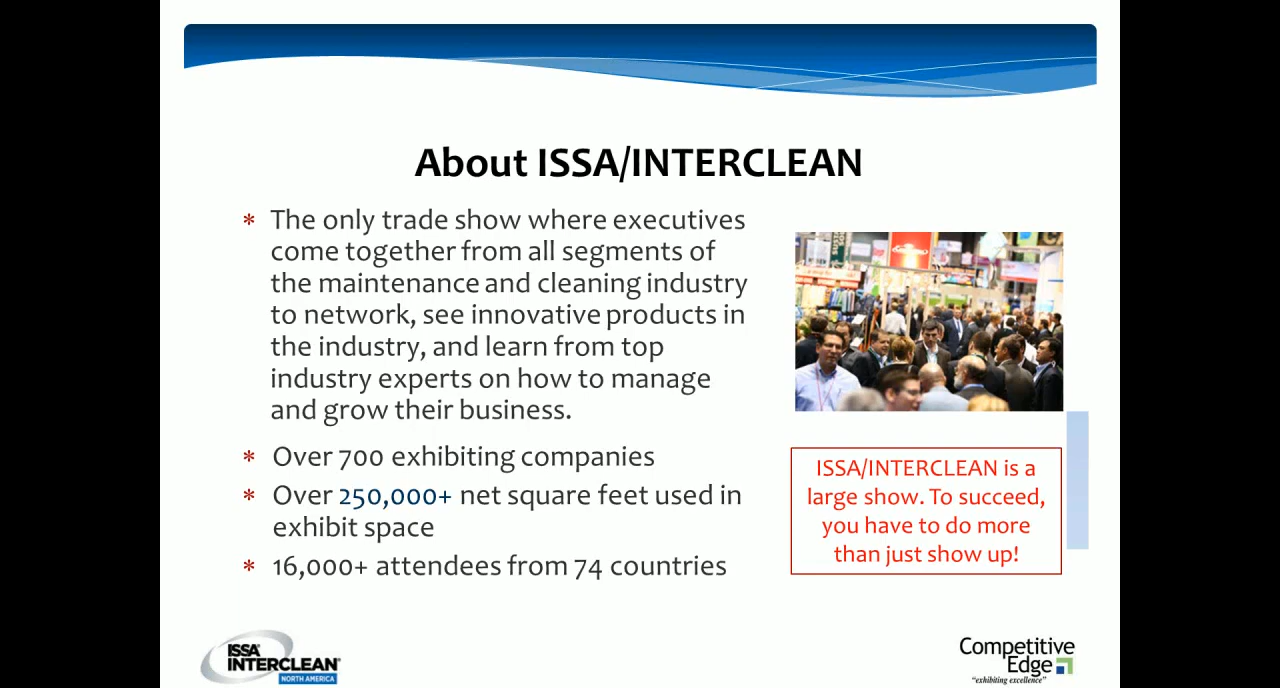 About ISSA/INTERCLEAN
* The only trade show where executives
come together from all segments of
the maintenance and cleaning industry
to network, see innovative products in
the industry, and learn from top
industry experts on how to manage
and grow their business.
* Over 700 exhibiting companies
* Over 250,000+ net square feet used in
exhibit space
* 16,000+ attendees from 74 countries
ISSA/INTERCLEAN is a
large show. To succeed,
you have to do more
than just show up!
ISSA
INTERCLEAN
NORTH AMERICA
Competitive
Edge
"exhibiting excellence"